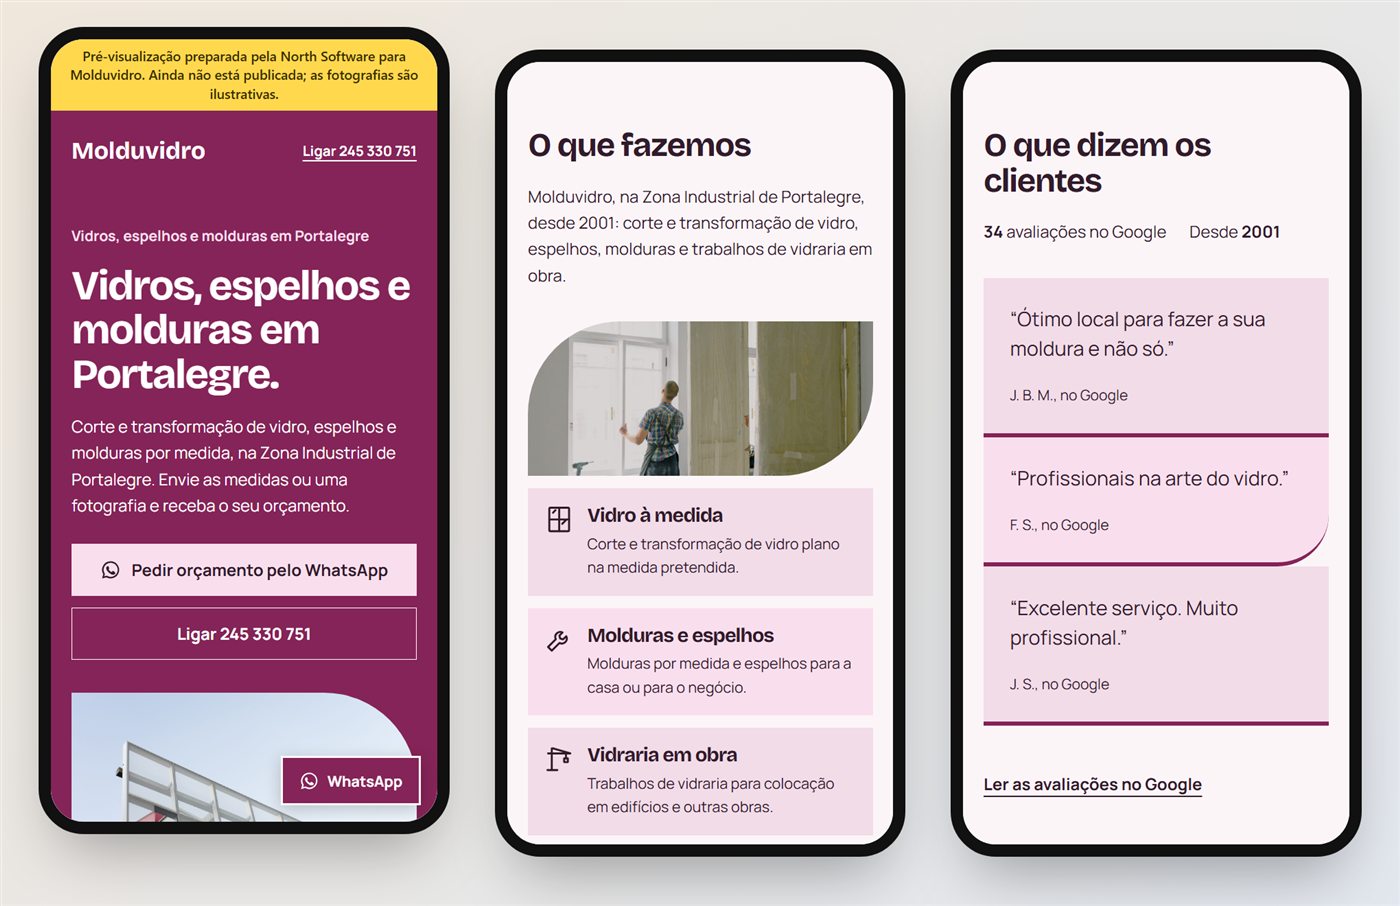 Pré-visualização preparada pela North Software para
Molduvidro. Ainda não está publicada; as fotografias são
ilustrativas.
Molduvidro
Ligar 245 330 751
Vidros, espelhos e molduras em Portalegre
Vidros, espelhos e
molduras em
Portalegre.
Corte e transformação de vidro, espelhos e
molduras por medida, na Zona Industrial de
Portalegre. Envie as medidas ou uma
fotografia e receba o seu orçamento.
Pedir orçamento pelo WhatsApp
Ligar 245 330 751
WhatsApp
O que fazemos
Molduvidro, na Zona Industrial de Portalegre,
desde 2001: corte e transformação de vidro,
espelhos, molduras e trabalhos de vidraria em
obra.
Vidro à medida
Corte e transformação de vidro plano
na medida pretendida.
Molduras e espelhos
Molduras por medida e espelhos para a
casa ou para o negócio.
Vidraria em obra
Trabalhos de vidraria para colocação
em edifícios e outras obras.
O que dizem os
clientes
34 avaliações no Google Desde 2001
“Ótimo local para fazer a sua
moldura e não só.”
J. B. M., no Google
“Profissionais na arte do vidro.”
F. S., no Google
“Excelente serviço. Muito
profissional.”
J. S., no Google
Ler as avaliações no Google